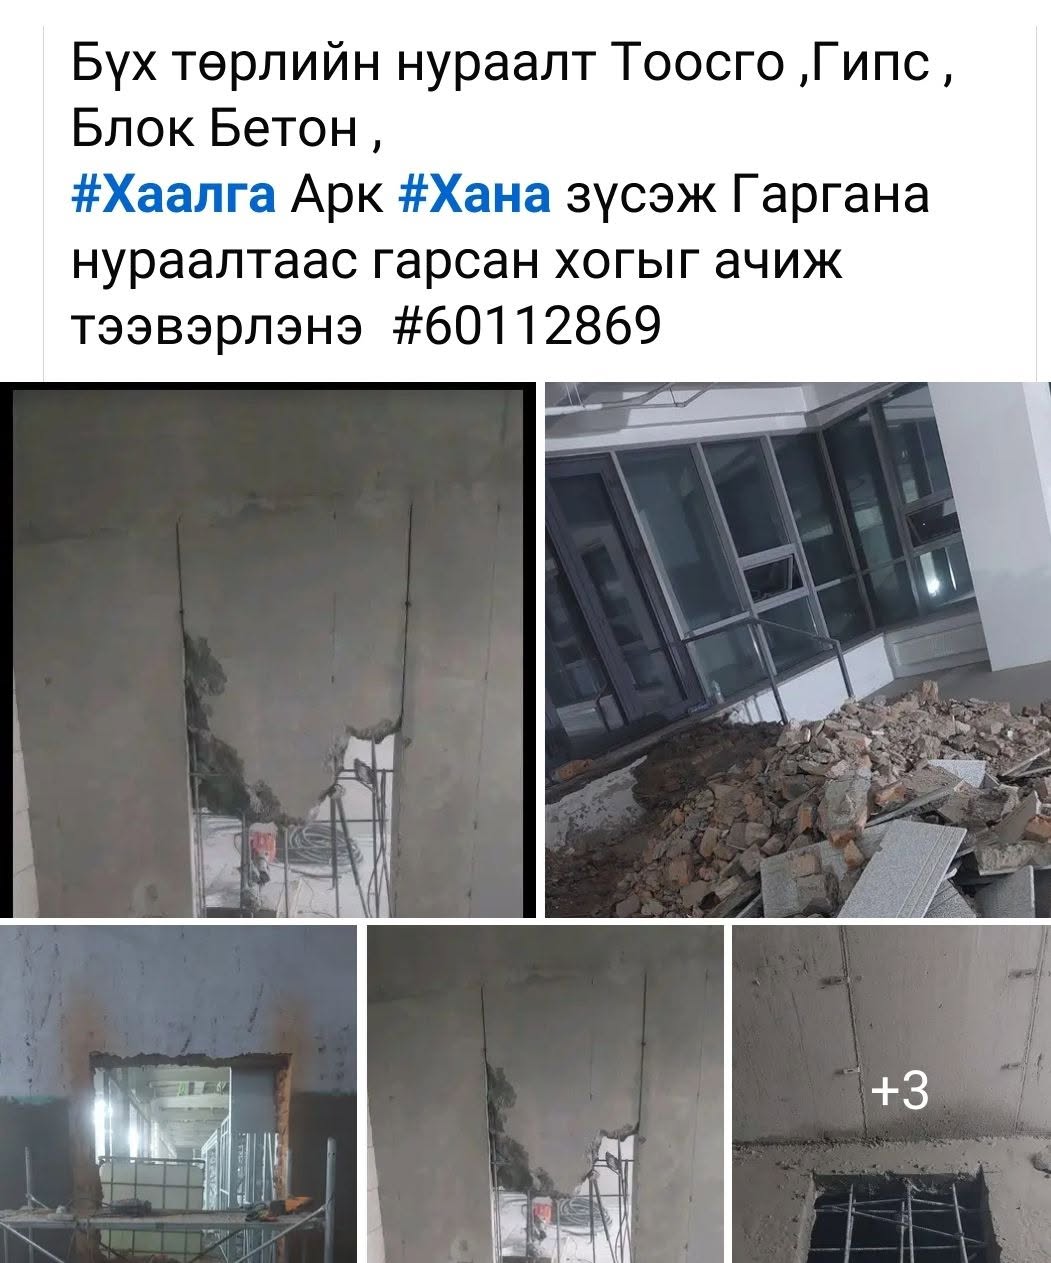 Бүх төрлийн нураалт Тоосго ,Гипс ,
Блок Бетон ,
#Хаалга Арк #Хана зүсэж Гаргана
нураалтаас гарсан хогыг ачиж
тээвэрлэнэ #60112869
+3